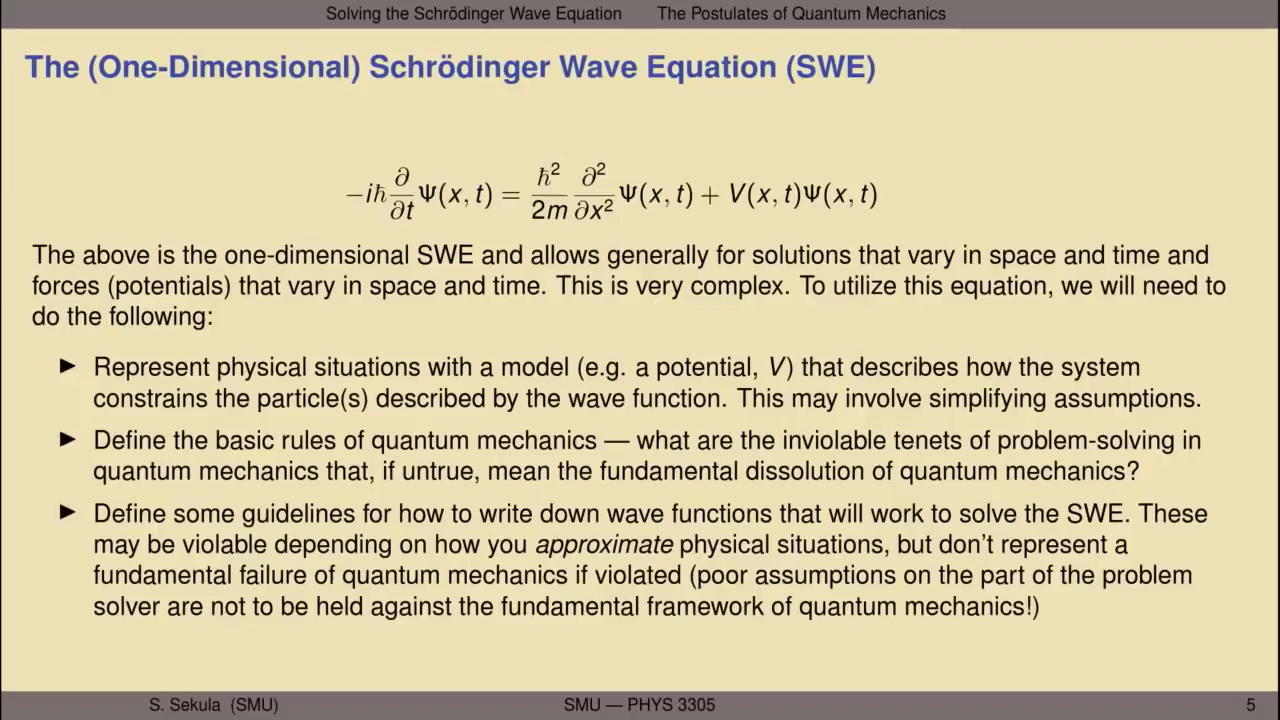 Solving the Schrödinger Wave Equation The Postulates of Quantum Mechanics
The (One-Dimensional) Schrödinger Wave Equation (SWE)
−iħ ∂/∂t Ψ(x, t) = ħ²/2m ∂²/∂x² Ψ(x, t) + V(x, t)Ψ(x, t)
The above is the one-dimensional SWE and allows generally for solutions that vary in space and time and
forces (potentials) that vary in space and time. This is very complex. To utilize this equation, we will need to
do the following:
▶ Represent physical situations with a model (e.g. a potential, V) that describes how the system
constrains the particle(s) described by the wave function. This may involve simplifying assumptions.
▶ Define the basic rules of quantum mechanics — what are the inviolable tenets of problem-solving in
quantum mechanics that, if untrue, mean the fundamental dissolution of quantum mechanics?
▶ Define some guidelines for how to write down wave functions that will work to solve the SWE. These
may be violable depending on how you approximate physical situations, but don't represent a
fundamental failure of quantum mechanics if violated (poor assumptions on the part of the problem
solver are not to be held against the fundamental framework of quantum mechanics!)
S. Sekula (SMU) SMU — PHYS 3305 5